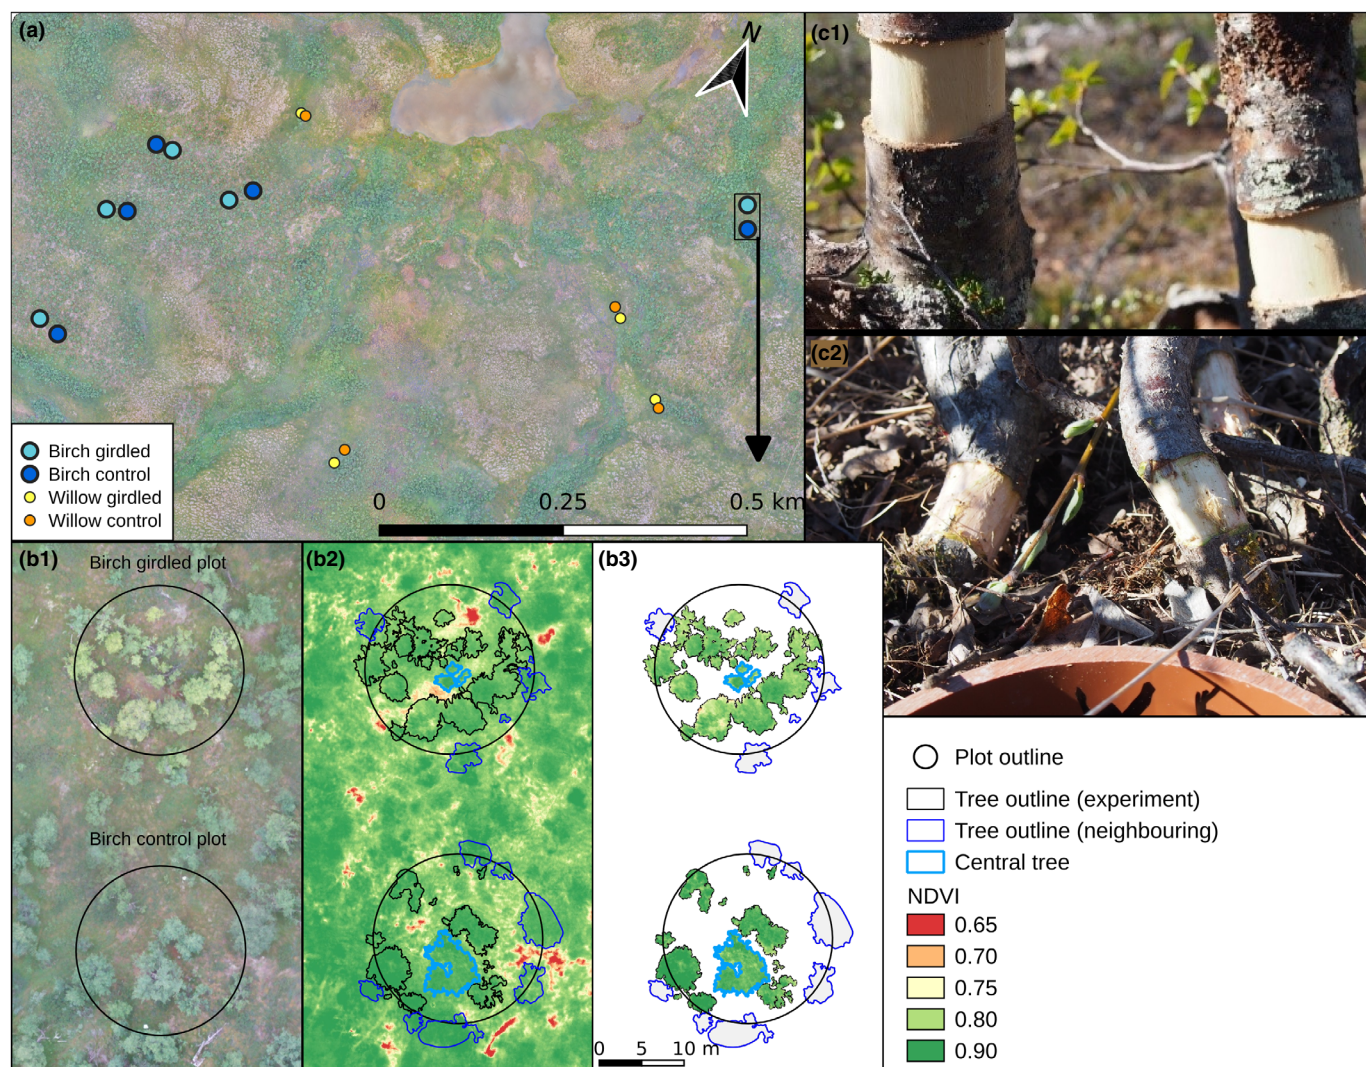 (a)
N
Birch girdled
Birch control
Willow girdled
Willow control
0 0.25 0.5 km
(b1)
Birch girdled plot
Birch control plot
(b2)
(b3)
0 5 10 m
(c1)
(c2)
Plot outline
Tree outline (experiment)
Tree outline (neighbouring)
Central tree
NDVI
0.65
0.70
0.75
0.80
0.90